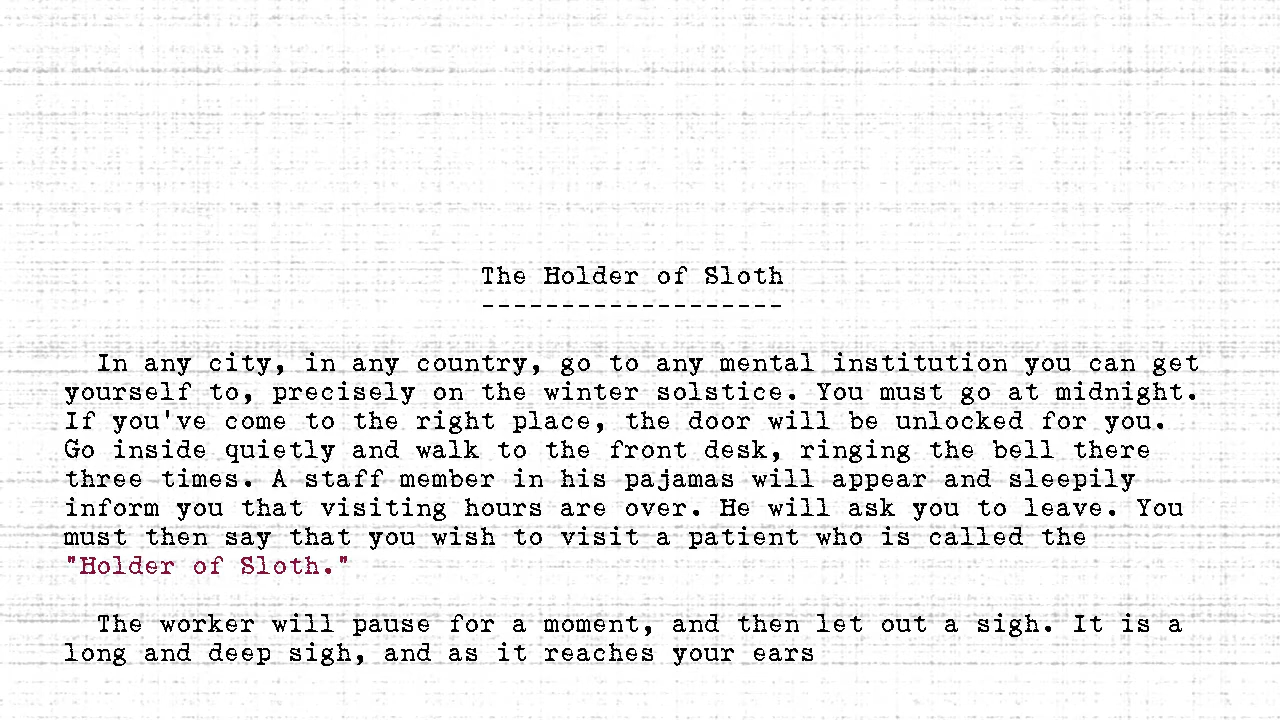 The Holder of Sloth
-------------------
In any city, in any country, go to any mental institution you can get
yourself to, precisely on the winter solstice. You must go at midnight.
If you've come to the right place, the door will be unlocked for you.
Go inside quietly and walk to the front desk, ringing the bell there
three times. A staff member in his pajamas will appear and sleepily
inform you that visiting hours are over. He will ask you to leave. You
must then say that you wish to visit a patient who is called the
"Holder of Sloth."
The worker will pause for a moment, and then let out a sigh. It is a
long and deep sigh, and as it reaches your ears